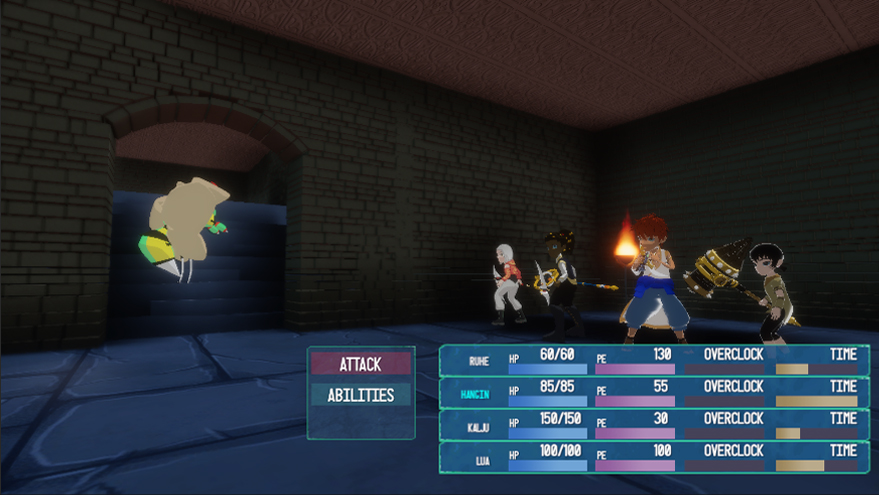 ATTACK
ABILITIES
RUHE HP 60/60 PE 130 OVERCLOCK TIME
HANGIN HP 85/85 PE 55 OVERCLOCK TIME
KALJU HP 150/150 PE 30 OVERCLOCK TIME
LUA HP 100/100 PE 100 OVERCLOCK TIME